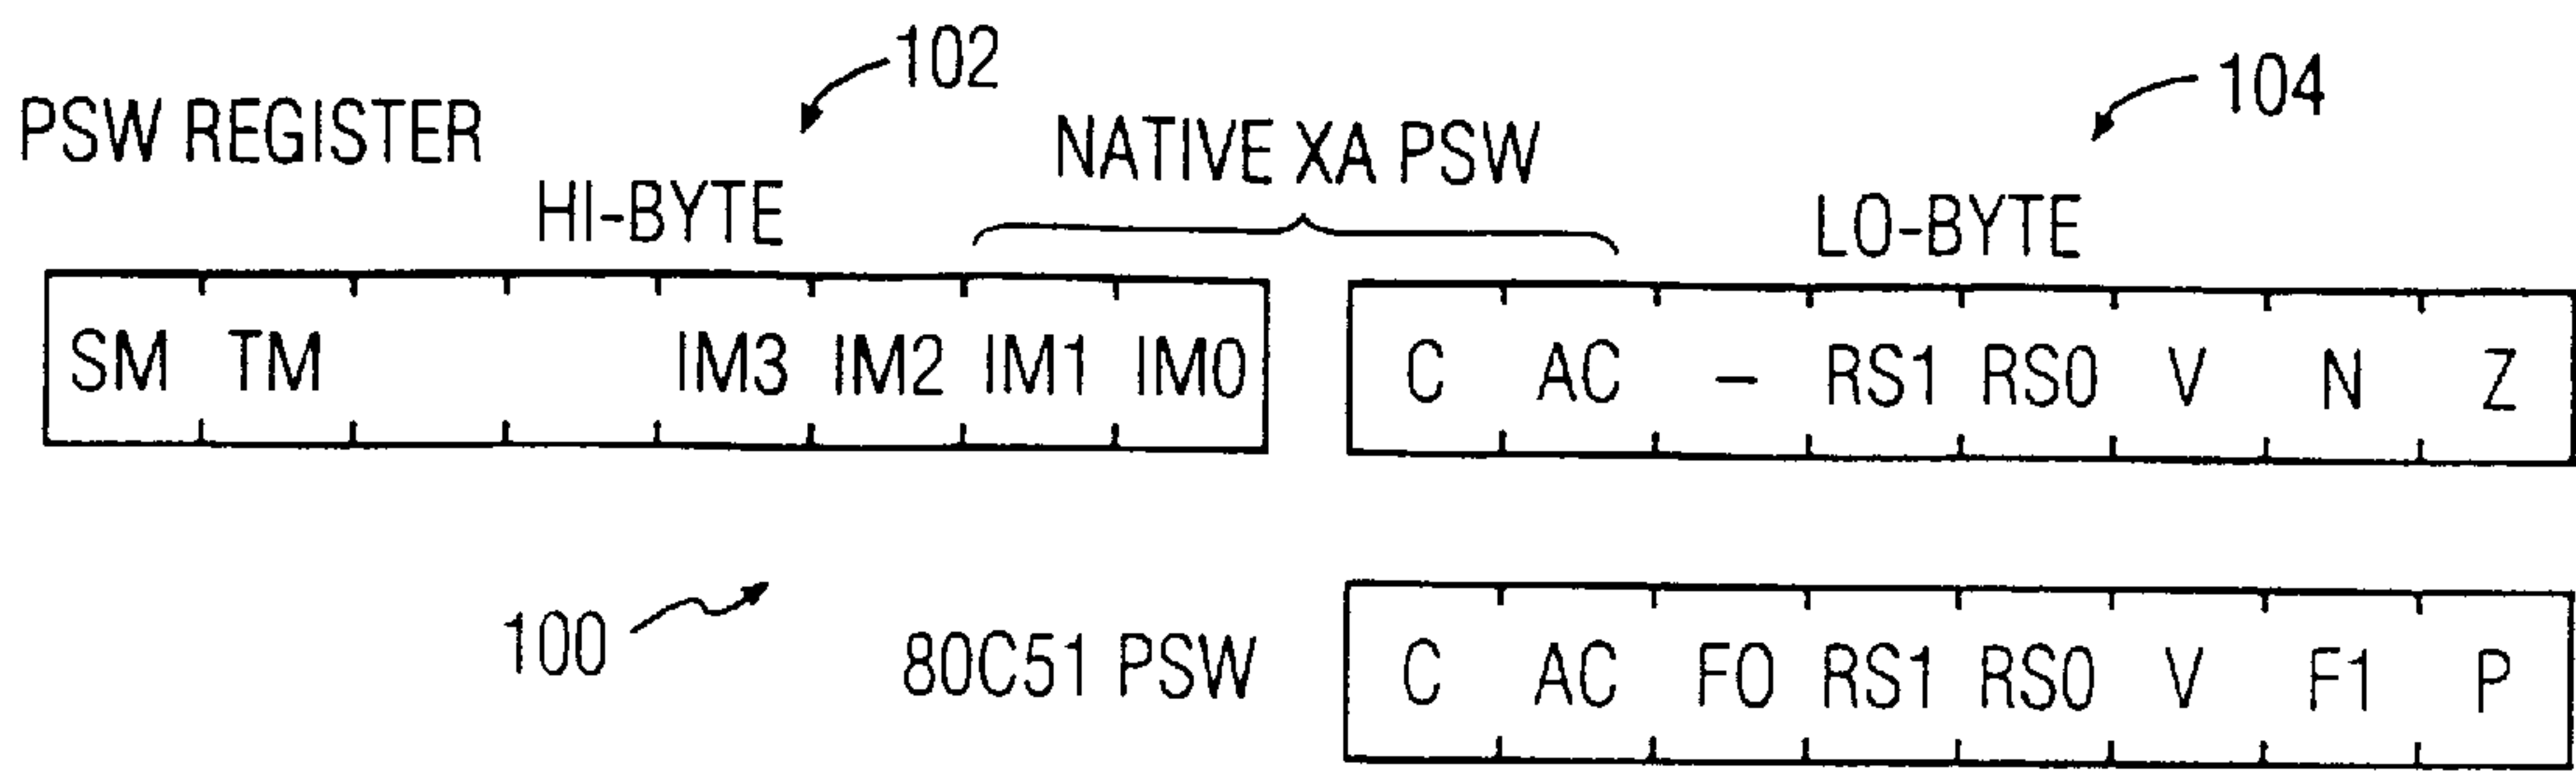 102
104
PSW REGISTER
NATIVE XA PSW
HI-BYTE
LO-BYTE
SM TM IM3 IM2 IM1 IM0
C AC – RS1 RS0 V N Z
100
80C51 PSW
C AC F0 RS1 RS0 V F1 P